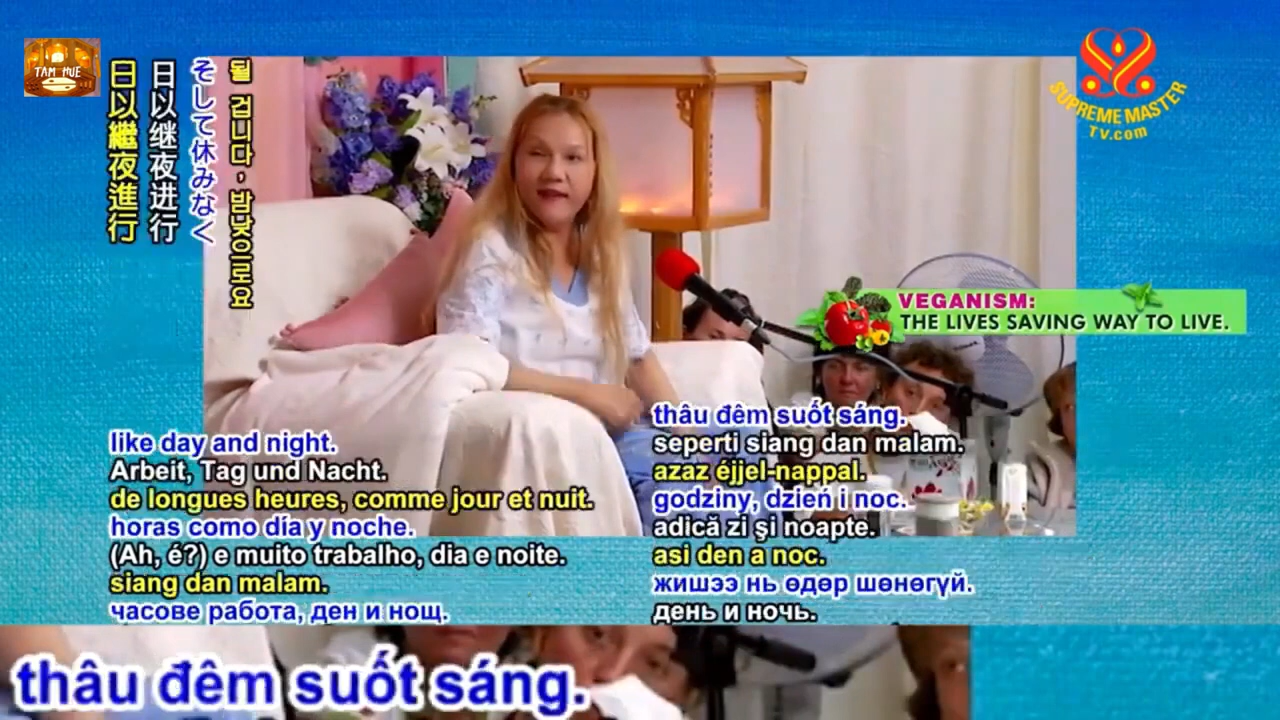 TAM HUE
日以繼夜進行
日以继夜进行
そして休みなく
될 겁니다, 밤낮으로요
SUPREME MASTER
TV.com
VEGANISM:
THE LIVES SAVING WAY TO LIVE.
like day and night.
Arbeit, Tag und Nacht.
de longues heures, comme jour et nuit.
horas como día y noche.
(Ah, é?) e muito trabalho, dia e noite.
siang dan malam.
часове работа, ден и нощ.
thâu đêm suốt sáng.
seperti siang dan malam.
azaz éjjel-nappal.
godziny, dzień i noc.
adică zi şi noapte.
asi den a noc.
жишээ нь өдөр шөнөгүй.
день и ночь.
thâu đêm suốt sáng.